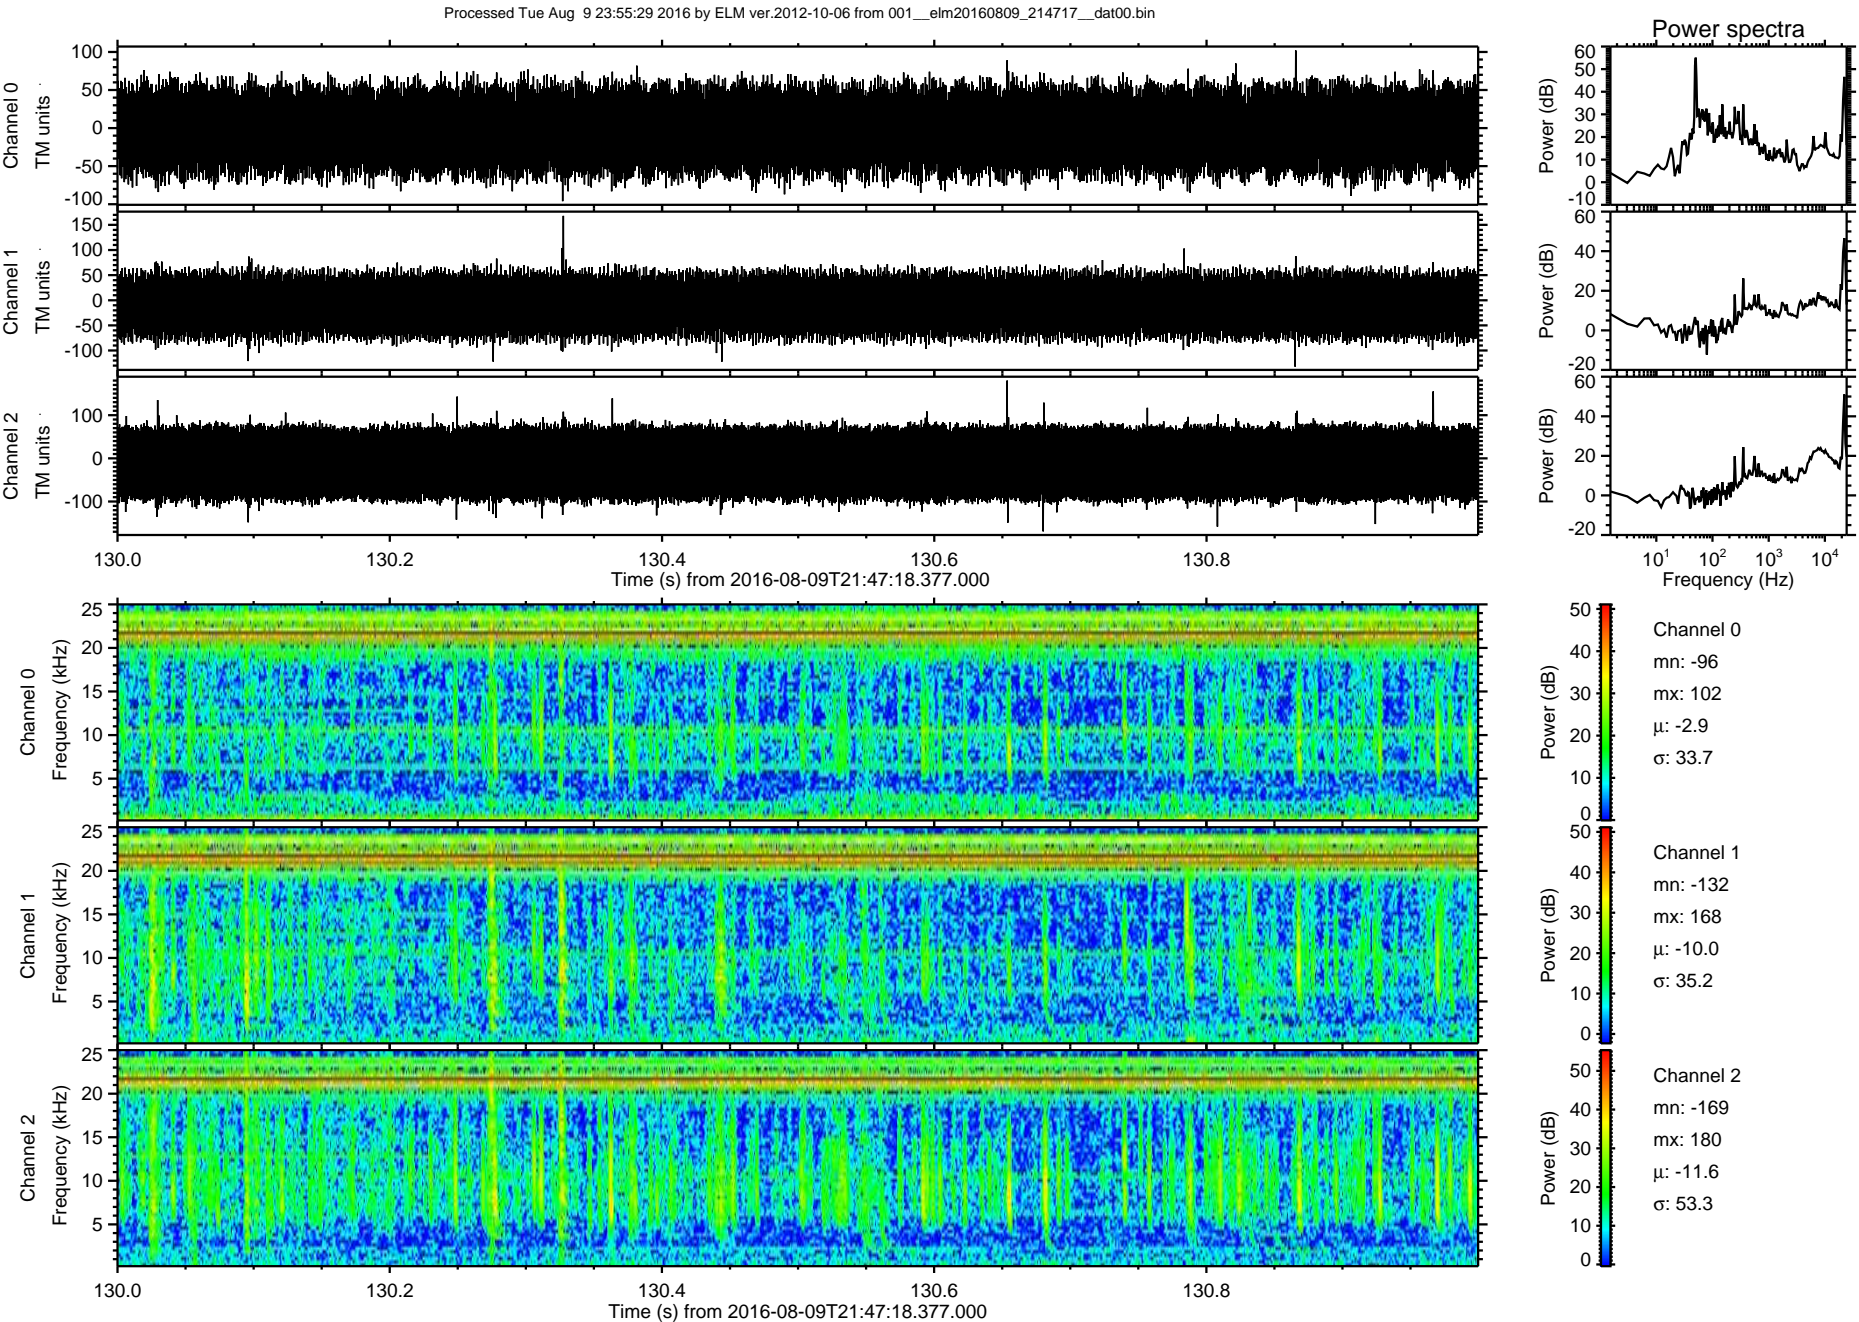 Processed Tue Aug  9 23:55:29 2016 by ELM ver.2012-10-06 from 001__elm20160809_214717__dat00.bin
Power spectra
Channel 0
TM units
100
50
0
-50
-100
Power (dB)
60
50
40
30
20
10
0
-10
Channel 1
TM units
150
100
50
0
-50
-100
Power (dB)
60
40
20
0
-20
Channel 2
TM units
100
0
-100
Power (dB)
60
40
20
0
-20
130.0 130.2 130.4 130.6 130.8
Time (s) from 2016-08-09T21:47:18.377.000
10¹ 10² 10³ 10⁴
Frequency (Hz)
Channel 0
Frequency (kHz)
25
20
15
10
5
Power (dB)
50
40
30
20
10
0
Channel 0
mn: -96
mx: 102
µ: -2.9
σ: 33.7
Channel 1
Frequency (kHz)
25
20
15
10
5
Power (dB)
50
40
30
20
10
0
Channel 1
mn: -132
mx: 168
µ: -10.0
σ: 35.2
Channel 2
Frequency (kHz)
25
20
15
10
5
Power (dB)
50
40
30
20
10
0
Channel 2
mn: -169
mx: 180
µ: -11.6
σ: 53.3
130.0 130.2 130.4 130.6 130.8
Time (s) from 2016-08-09T21:47:18.377.000